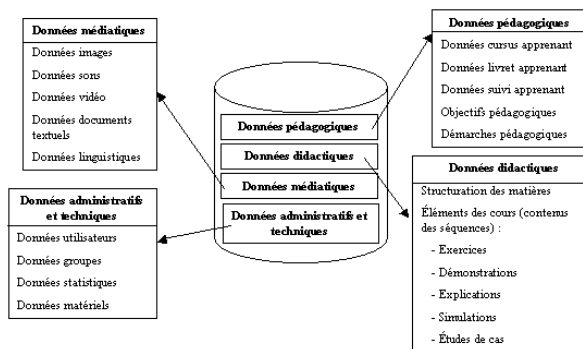 Données médiatiques
Données images
Données sons
Données vidéo
Données documents
textuels
Données linguistiques
Données administratifs
et techniques
Données utilisateurs
Données groupes
Données statistiques
Données matériels
Données pédagogiques
Données didactiques
Données médiatiques
Données administratifs et
techniques
Données pédagogiques
Données cursus apprenant
Données livret apprenant
Données suivi apprenant
Objectifs pédagogiques
Démarches pédagogiques
Données didactiques
Structuration des matières
Éléments des cours (contenus
des séquences) :
- Exercices
- Démonstrations
- Explications
- Simulations
- Études de cas